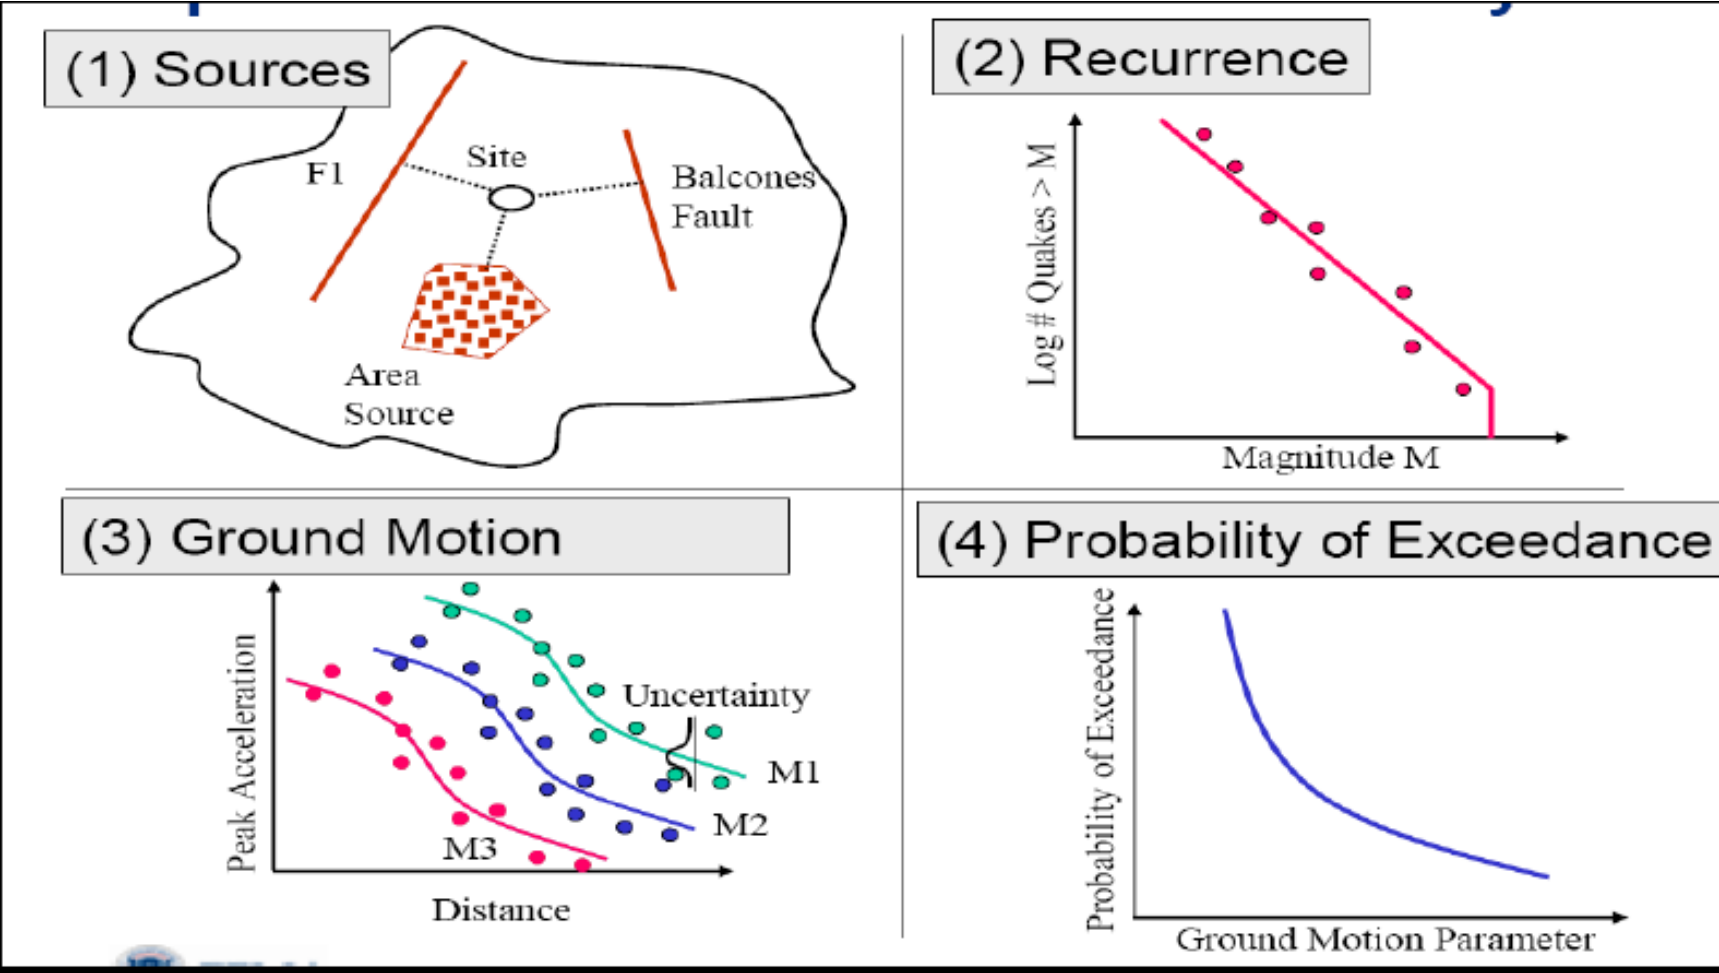 (1) Sources
F1
Site
Balcones
Fault
Area
Source
(2) Recurrence
Log # Quakes > M
Magnitude M
(3) Ground Motion
Peak Acceleration
Uncertainty
M1
M2
M3
Distance
(4) Probability of Exceedance
Probability of Exceedance
Ground Motion Parameter